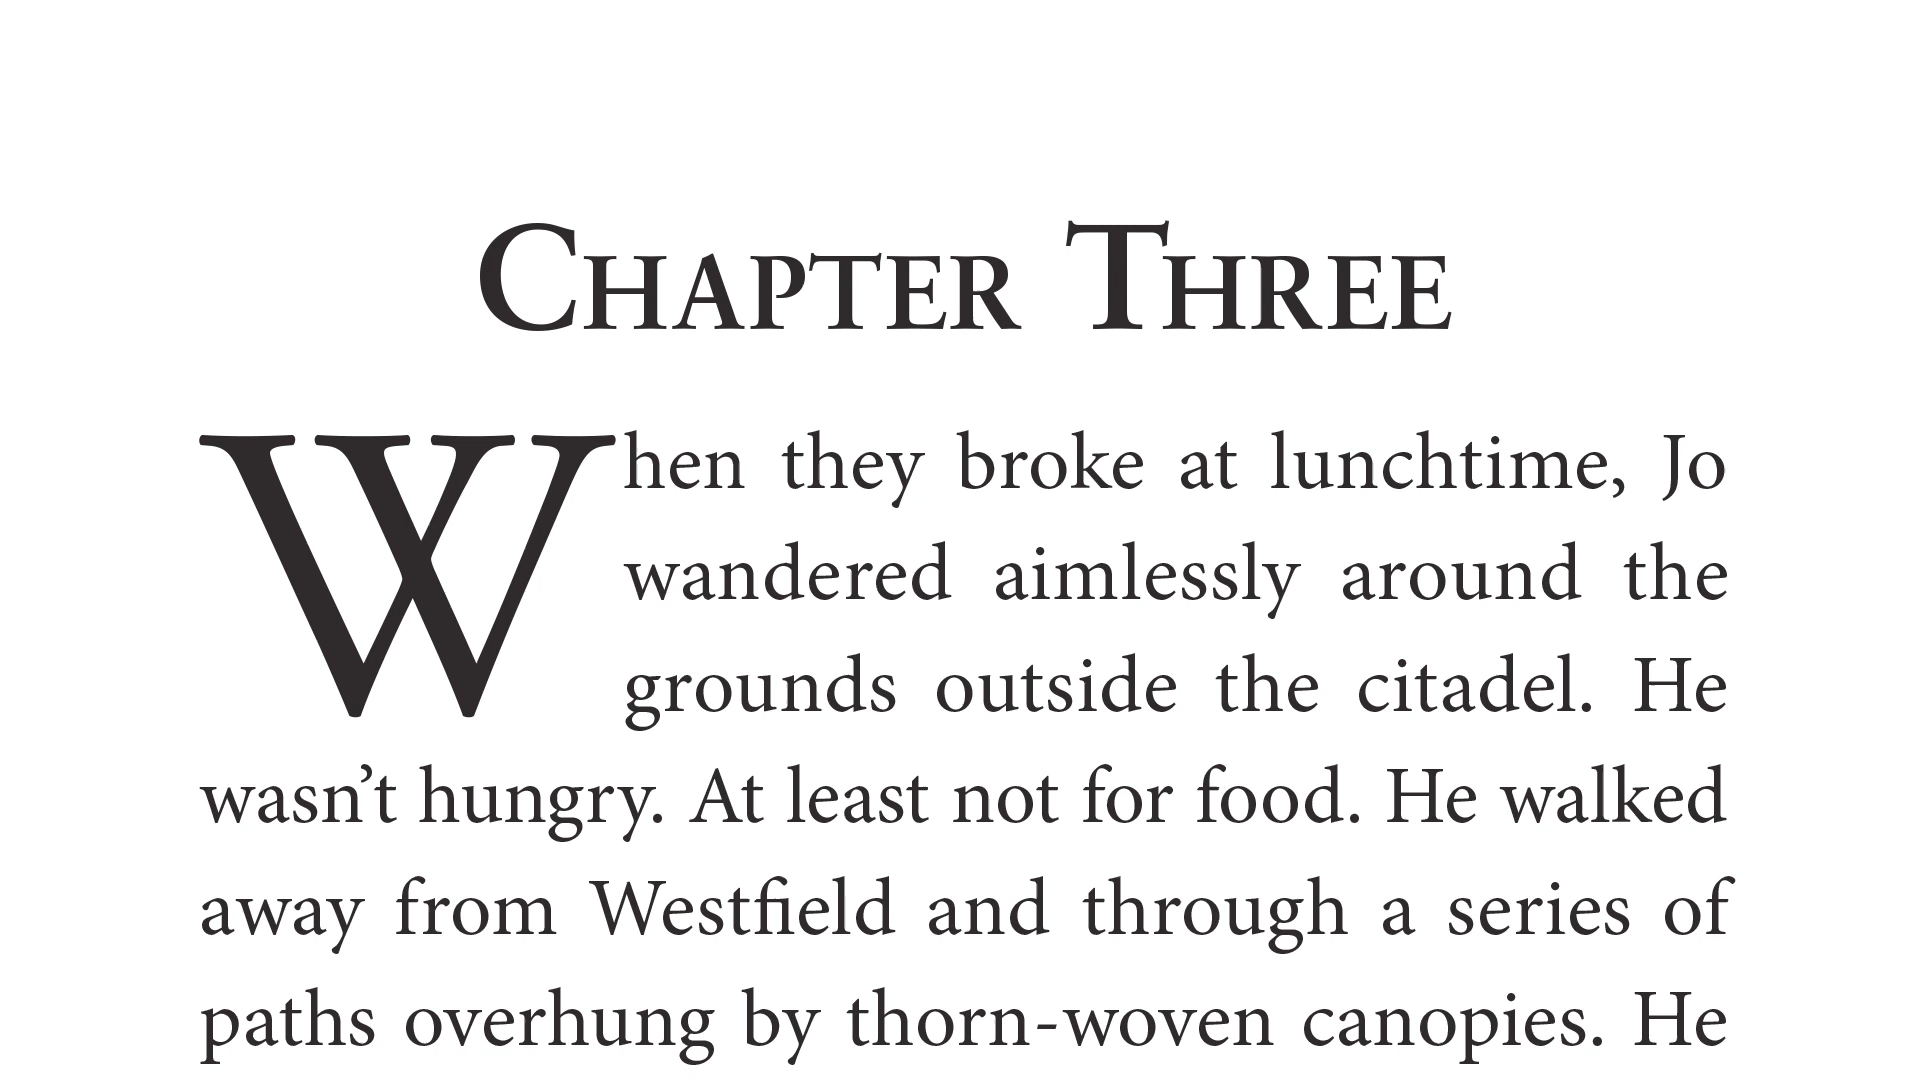 Chapter Three
When they broke at lunchtime, Jo
wandered aimlessly around the
grounds outside the citadel. He
wasn’t hungry. At least not for food. He walked
away from Westfield and through a series of
paths overhung by thorn-woven canopies. He